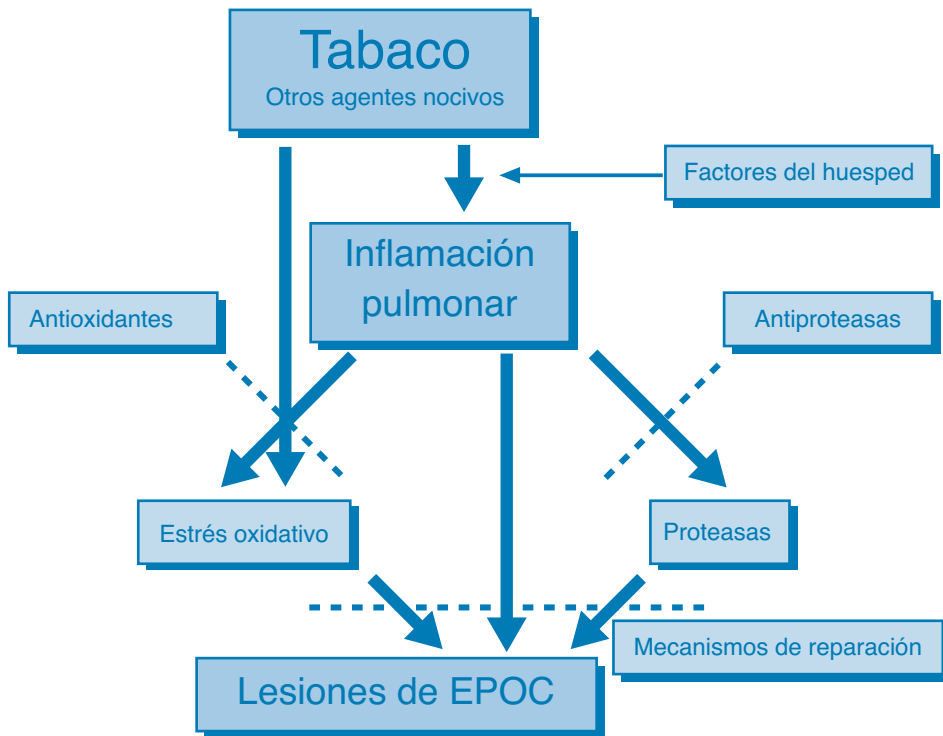 Tabaco
Otros agentes nocivos
Factores del huesped
Inflamación
pulmonar
Antioxidantes
Antiproteasas
Estrés oxidativo
Proteasas
Mecanismos de reparación
Lesiones de EPOC